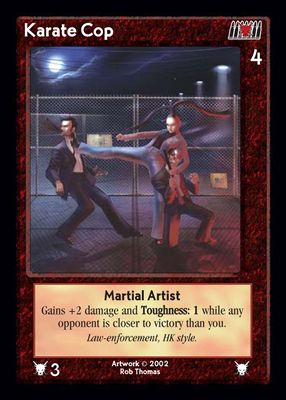 Karate Cop
4
Martial Artist
Gains +2 damage and Toughness: 1 while any
opponent is closer to victory than you.
Law-enforcement, HK style.
3
Artwork © 2002
Rob Thomas